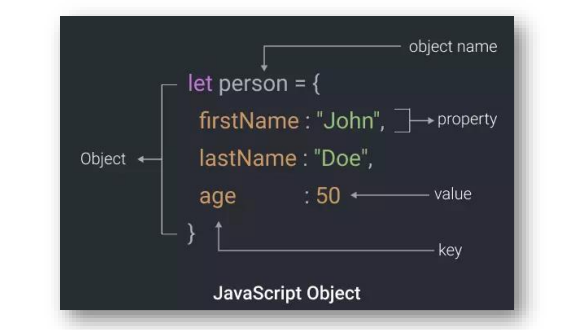 object name
let person = {
firstName : "John",
property
Object
lastName : "Doe",
age : 50
value
}
key
JavaScript Object